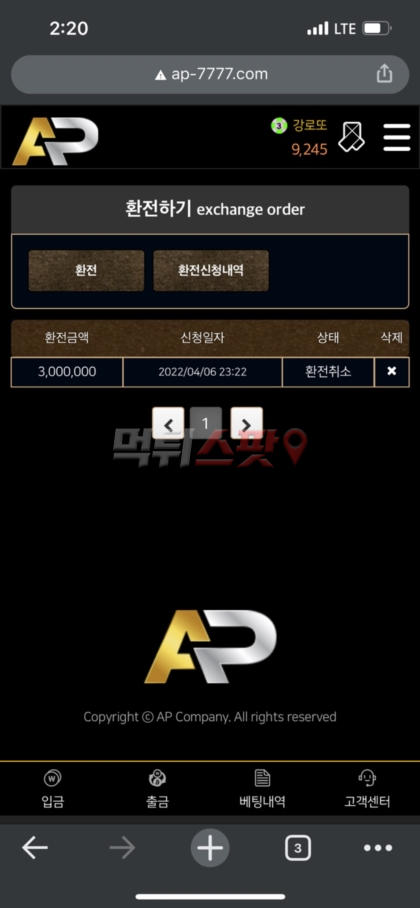 2:20 LTE
ap-7777.com
AP
3 강로또
9,245
환전하기 exchange order
환전 환전신청내역
환전금액 신청일자 상태 삭제
3,000,000 2022/04/06 23:22 환전취소
1
먹튀스팟
AP
Copyright ⓒ AP Company. All rights reserved
입금 출금 베팅내역 고객센터
3